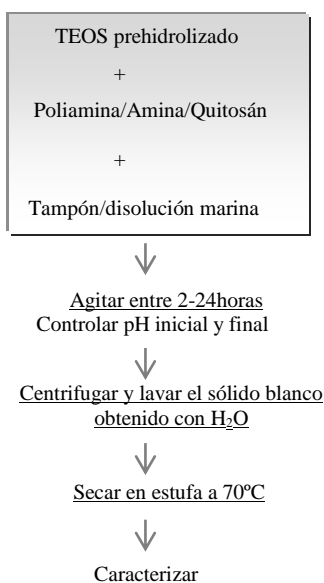 TEOS prehidrolizado
+
Poliamina/Amina/Quitosán
+
Tampón/disolución marina
Agitar entre 2-24horas
Controlar pH inicial y final
Centrifugar y lavar el sólido blanco
obtenido con H₂O
Secar en estufa a 70ºC
Caracterizar